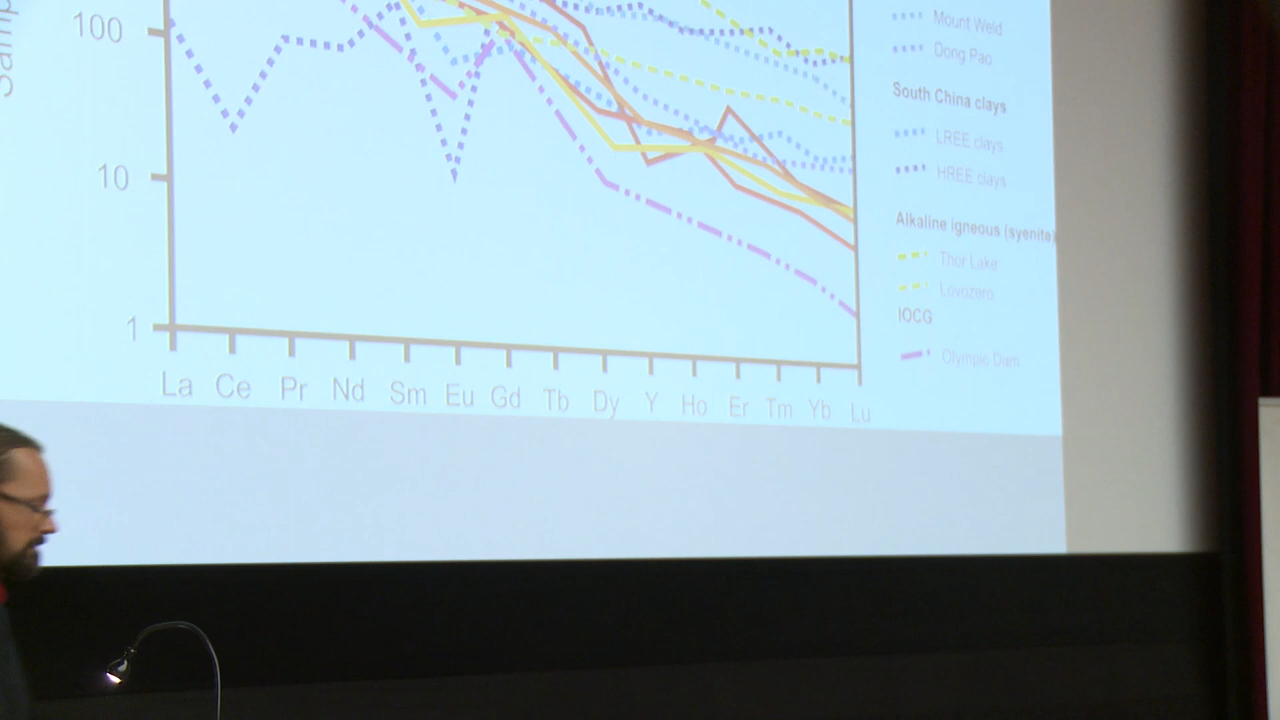 Samp
100
10
1
La Ce Pr Nd Sm Eu Gd Tb Dy Y Ho Er Tm Yb Lu
Mount Weld
Dong Pao
South China clays
LREE clays
HREE clays
Alkaline igneous (syenite)
Thor Lake
Lovozero
IOCG
Olympic Dam